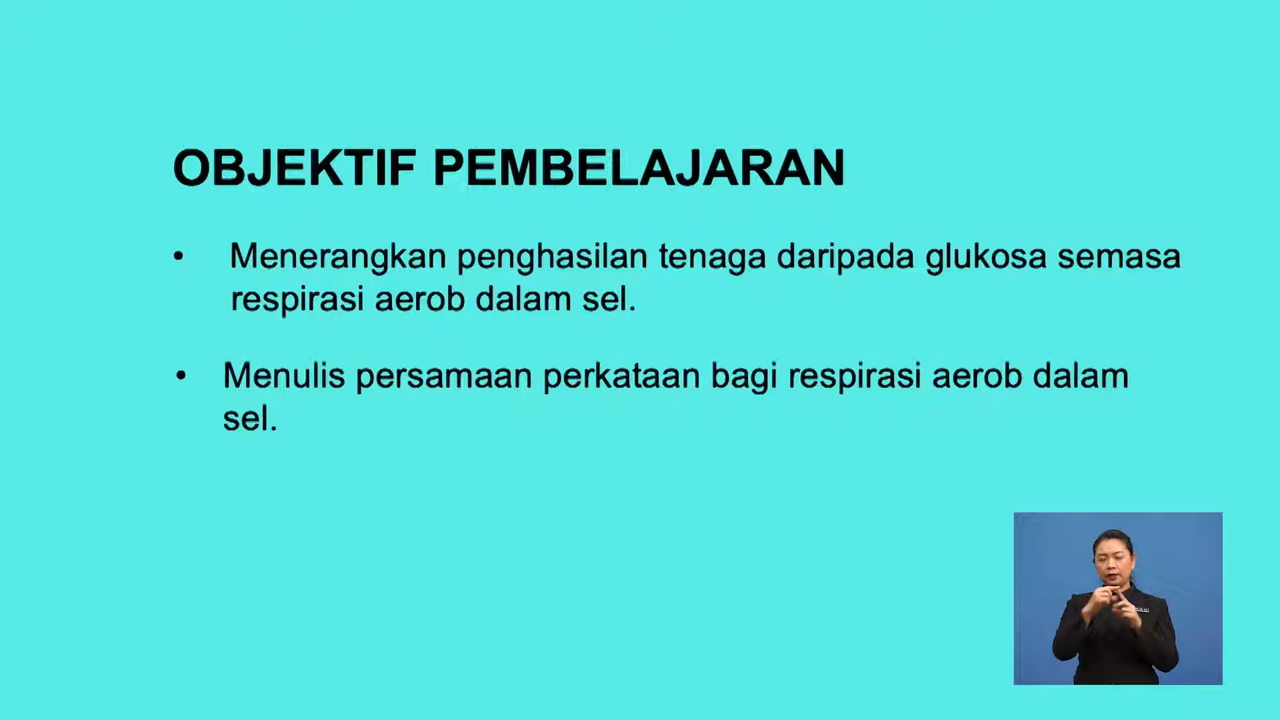 OBJEKTIF PEMBELAJARAN
• Menerangkan penghasilan tenaga daripada glukosa semasa
respirasi aerob dalam sel.
• Menulis persamaan perkataan bagi respirasi aerob dalam
sel.